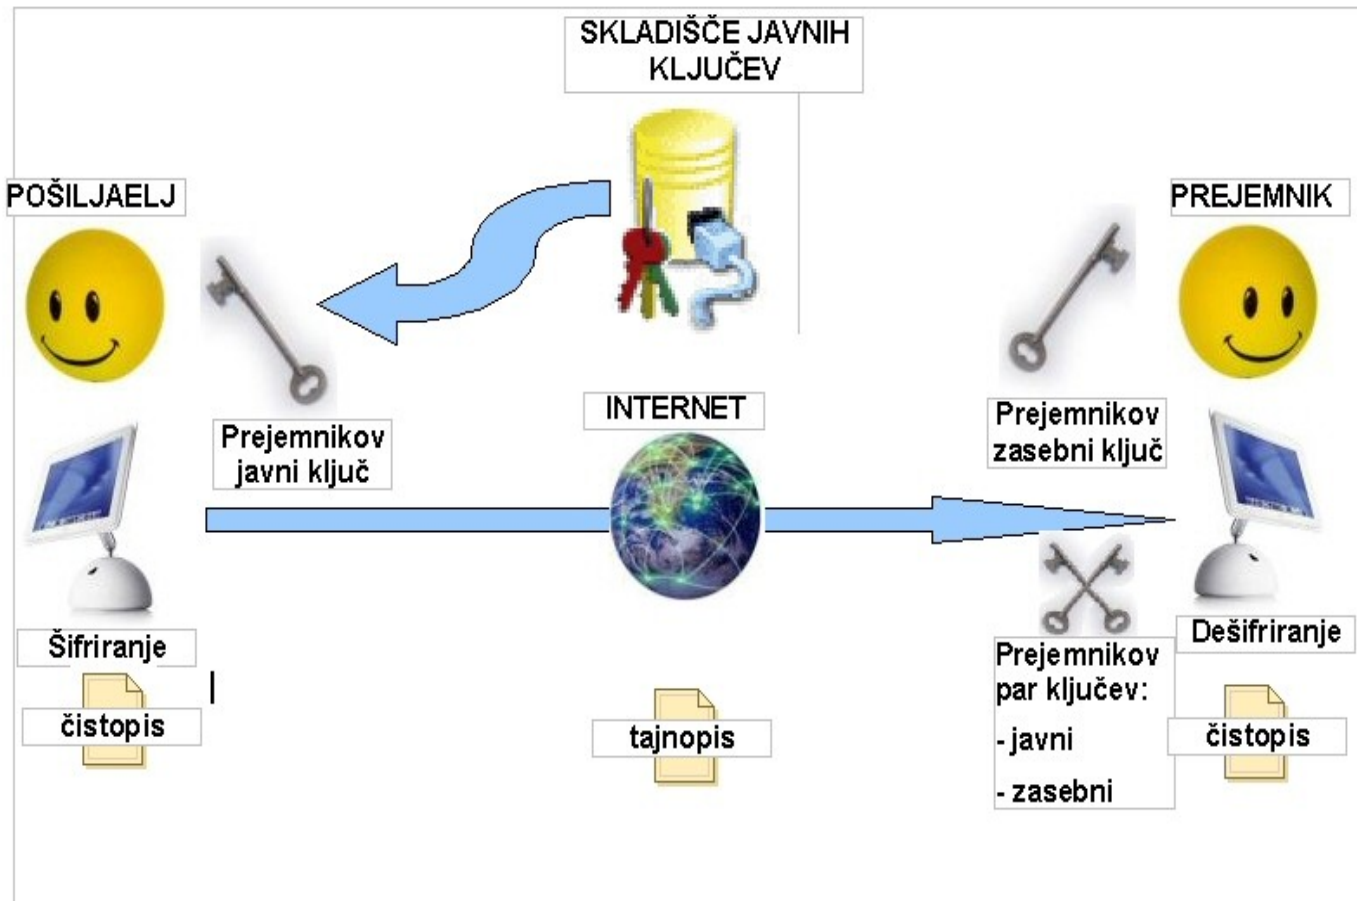 SKLADIŠČE JAVNIH
KLJUČEV
POŠILJAELJ
PREJEMNIK
INTERNET
Prejemnikov
javni ključ
Prejemnikov
zasebni ključ
Šifriranje
čistopis
tajnopis
Prejemnikov
par ključev:
- javni
- zasebni
Dešifriranje
čistopis